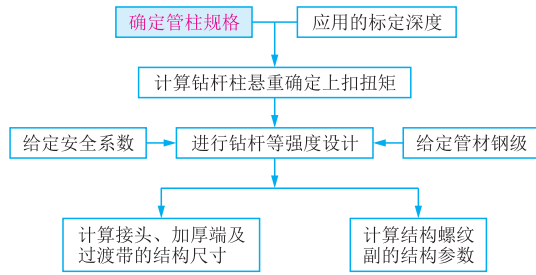 确定管柱规格
应用的标定深度
计算钻杆柱悬重确定上扣扭矩
给定安全系数
进行钻杆等强度设计
给定管材钢级
计算接头、加厚端及
过渡带的结构尺寸
计算结构螺纹
副的结构参数